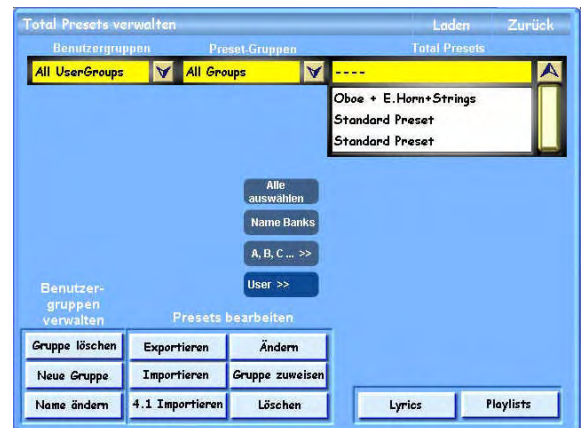 Total Presets verwalten Laden Zurück
Benutzergruppen Preset-Gruppen Total Presets
All UserGroups All Groups ----
Oboe + E.Horn+Strings
Standard Preset
Standard Preset
Alle
auswählen
Name Banks
A, B, C ... >>
User >>
Benutzer-
gruppen
verwalten
Presets bearbeiten
Gruppe löschen Exportieren Ändern
Neue Gruppe Importieren Gruppe zuweisen
Name ändern 4.1 Importieren Löschen Lyrics Playlists